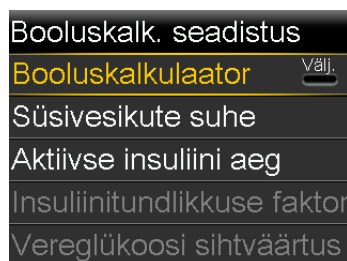 Booluskalk. seadistus
Booluskalkulaator Välj.
Süsivesikute suhe
Aktiivse insuliini aeg
Insuliinitundlikkuse faktor
Vereglükoosi sihtväärtus